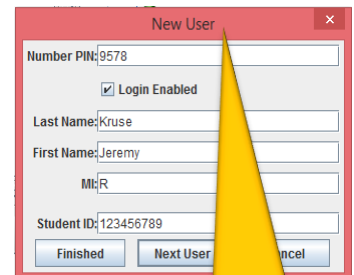 New User
Number PIN: 9578
Login Enabled
Last Name: Kruse
First Name: Jeremy
MI: R
Student ID: 123456789
Finished Next User